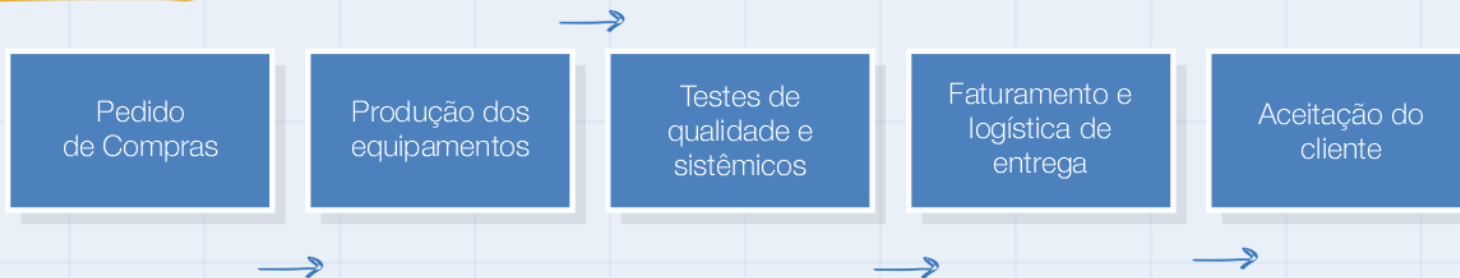 Pedido
de Compras
Produção dos
equipamentos
Testes de
qualidade e
sistêmicos
Faturamento e
logística de
entrega
Aceitação do
cliente